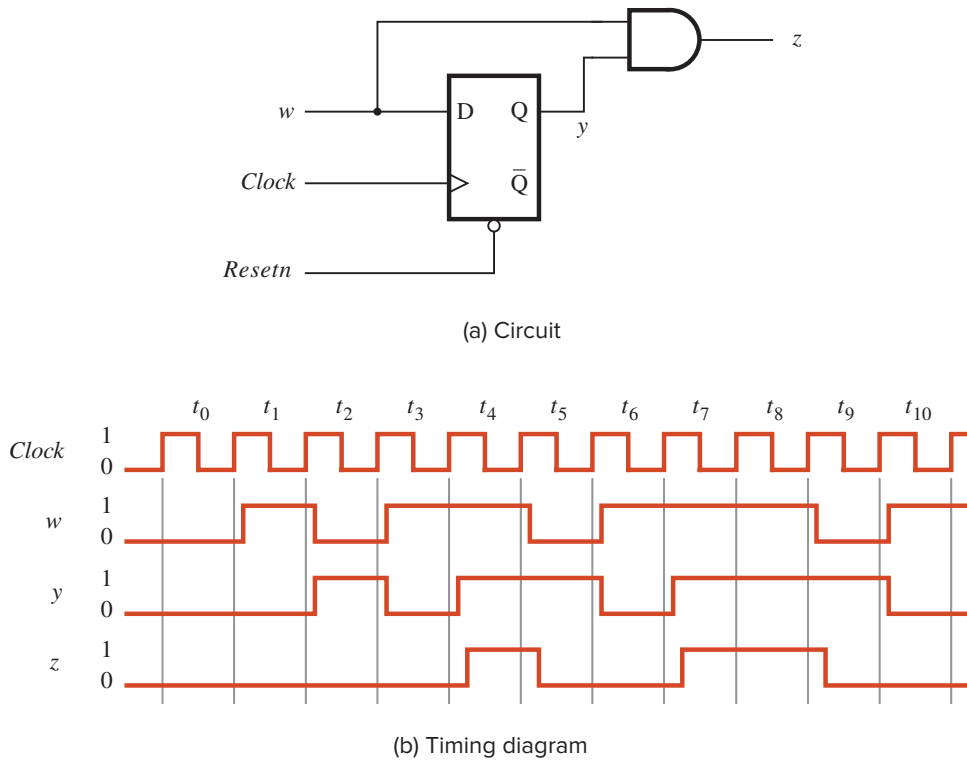 z
w D Q
y
Clock Q̅
Resetn
(a) Circuit
t0 t1 t2 t3 t4 t5 t6 t7 t8 t9 t10
Clock 1
0
w 1
0
y 1
0
z 1
0
(b) Timing diagram